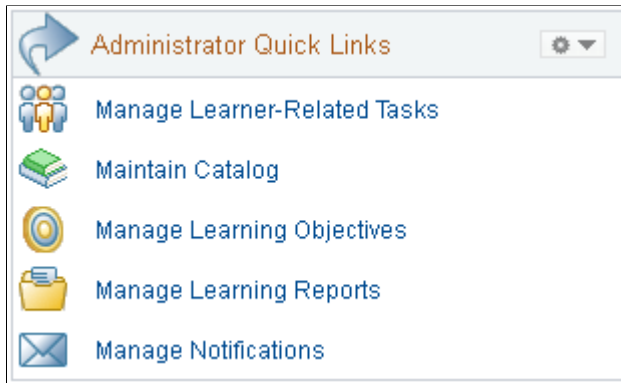 Administrator Quick Links
Manage Learner-Related Tasks
Maintain Catalog
Manage Learning Objectives
Manage Learning Reports
Manage Notifications